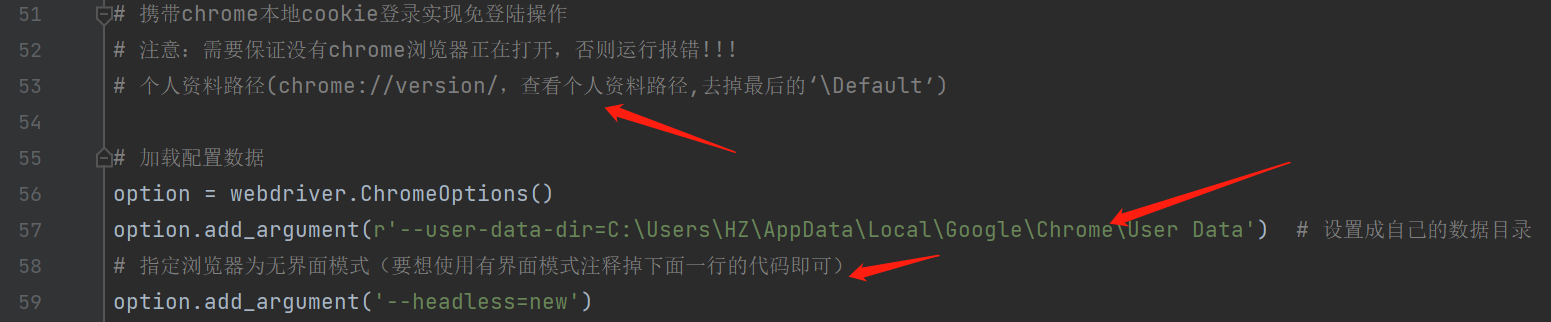 51 # 携带chrome本地cookie登录实现免登陆操作
52 # 注意：需要保证没有chrome浏览器正在打开，否则运行报错!!!
53 # 个人资料路径(chrome://version/，查看个人资料路径,去掉最后的‘\Default’)
54
55 # 加载配置数据
56 option = webdriver.ChromeOptions()
57 option.add_argument(r'--user-data-dir=C:\Users\HZ\AppData\Local\Google\Chrome\User Data')  # 设置成自己的数据目录
58 # 指定浏览器为无界面模式（要想使用有界面模式注释掉下面一行的代码即可）
59 option.add_argument('--headless=new')